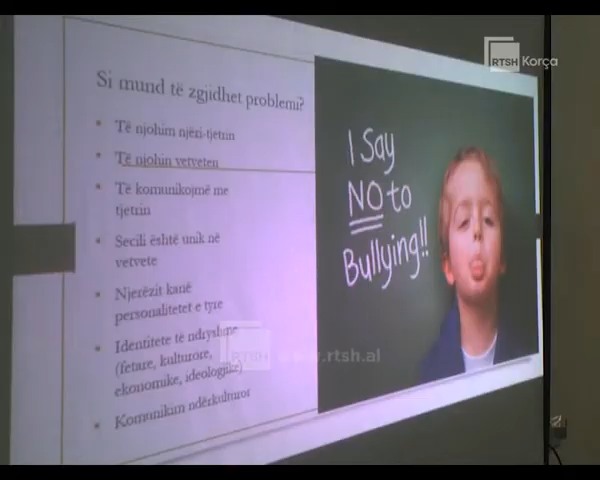 RTSH Korça
Si mund të zgjidhet problemi?
Të njohim njëri-tjetrin
Të njohin vetveten
Të komunikojmë me
tjetrin
Secili është unik në
vetvete
Njerëzit kanë
personalitetet e tyre
Identitete të ndryshme
(fetare, kulturore,
ekonomike, ideologjike)
Komunikim ndërkulturor
I Say
NO to
Bullying!!
RTSH www.rtsh.al